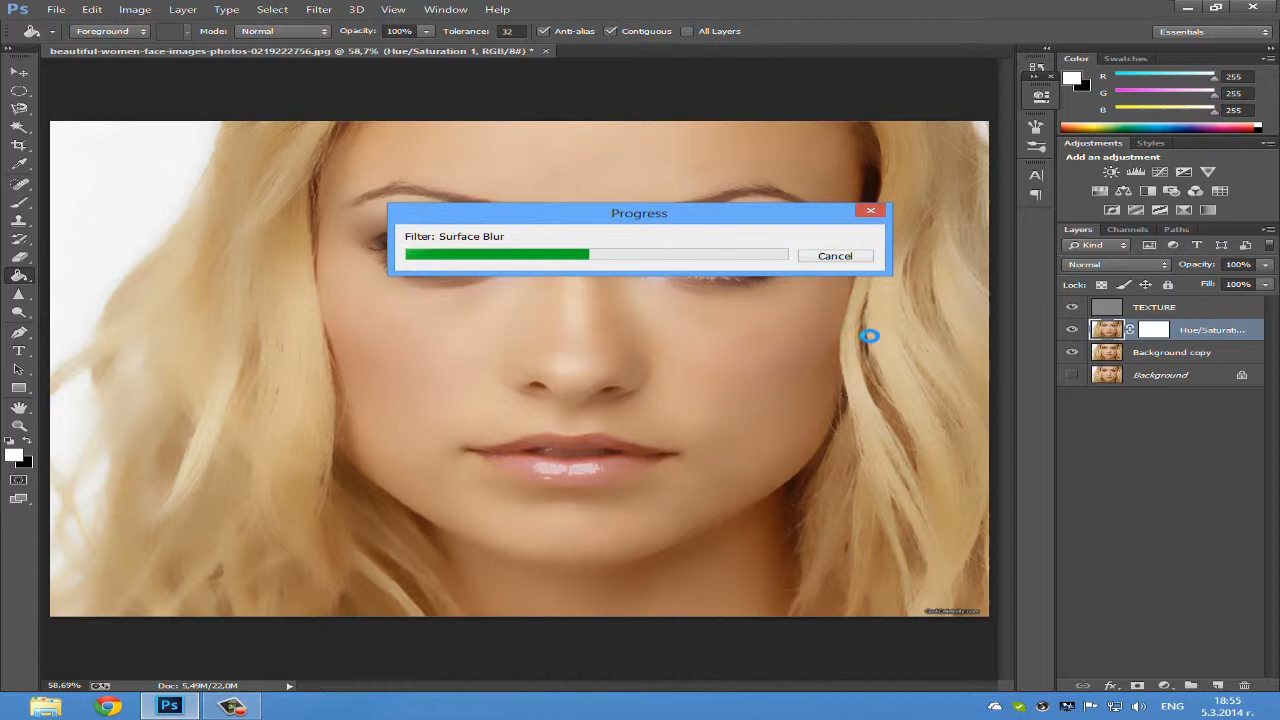 Ps File Edit Image Layer Type Select Filter 3D View Window Help
Foreground Mode: Normal Opacity: 100% Tolerance: 32 Anti-alias Contiguous All Layers Essentials
beautiful-women-face-images-photos-0219222756.jpg @ 58,7% (Hue/Saturation 1, RGB/8#) * ×
Color Swatches
R 255
G 255
B 255
Adjustments Styles
Add an adjustment
Progress
Filter: Surface Blur
Cancel
Layers Channels Paths
Kind
Normal Opacity: 100%
Lock: Fill: 100%
TEXTURE
Hue/Saturati...
Background copy
Background
58.69% Doc: 5,49M/22,0M
Ps ENG 18:55
5.3.2014 г.